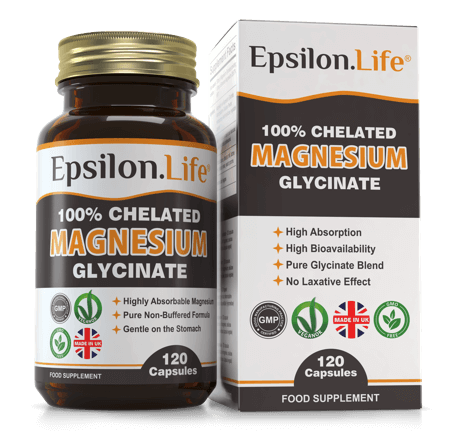 Epsilon.Life®
100% CHELATED
MAGNESIUM
GLYCINATE
Highly Absorbable Magnesium
Pure Non-Buffered Formula
Gentle on the Stomach
GMP
MADE IN UK
120
Capsules
FOOD SUPPLEMENT
Epsilon.Life®
100% CHELATED
MAGNESIUM
GLYCINATE
High Absorption
High Bioavailability
Pure Glycinate Blend
No Laxative Effect
GMP
VEGAN
MADE IN UK
GMO
FREE
120
Capsules
FOOD SUPPLEMENT